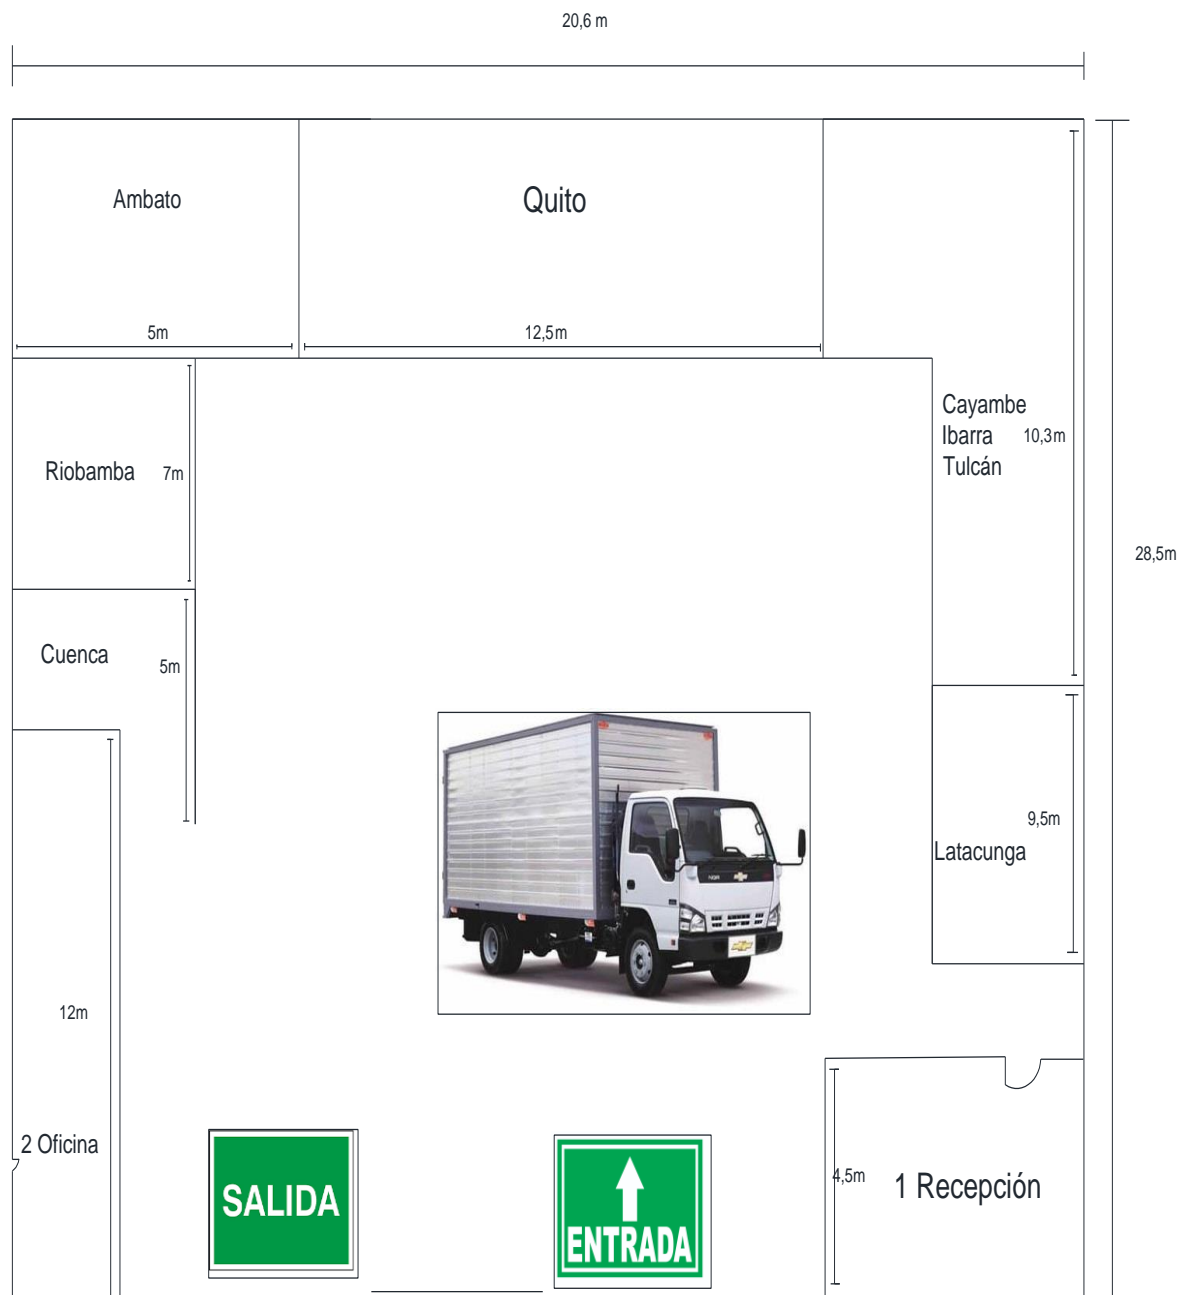 20,6 m
Ambato
Quito
5m
12,5m
Cayambe
Ibarra
Tulcán
10,3m
Riobamba
7m
28,5m
Cuenca
5m
9,5m
Latacunga
NQR
12m
2 Oficina
SALIDA
ENTRADA
4,5m
1 Recepción